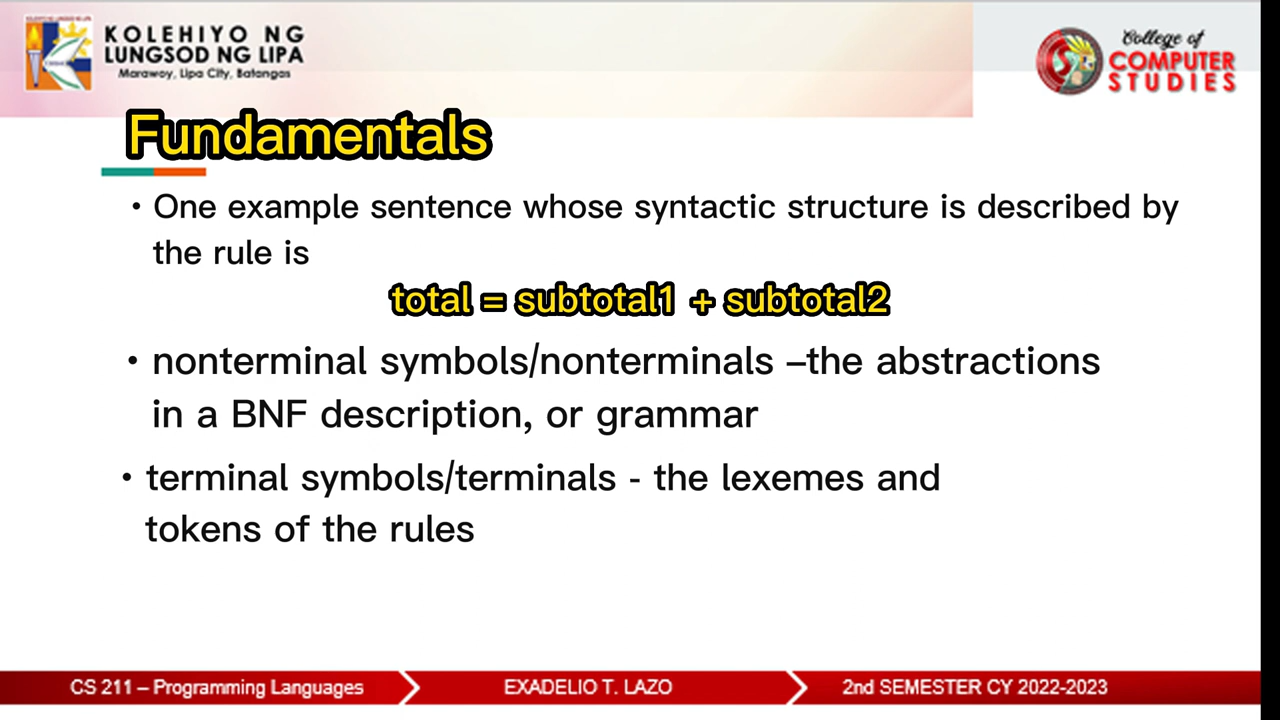 KOLEHIYO NG
LUNGSOD NG LIPA
Marawoy, Lipa City, Batangas
College of
COMPUTER
STUDIES
Fundamentals
• One example sentence whose syntactic structure is described by
the rule is
total = subtotal1 + subtotal2
• nonterminal symbols/nonterminals –the abstractions
in a BNF description, or grammar
• terminal symbols/terminals - the lexemes and
tokens of the rules
CS 211 – Programming Languages
EXADELIO T. LAZO
2nd SEMESTER CY 2022-2023